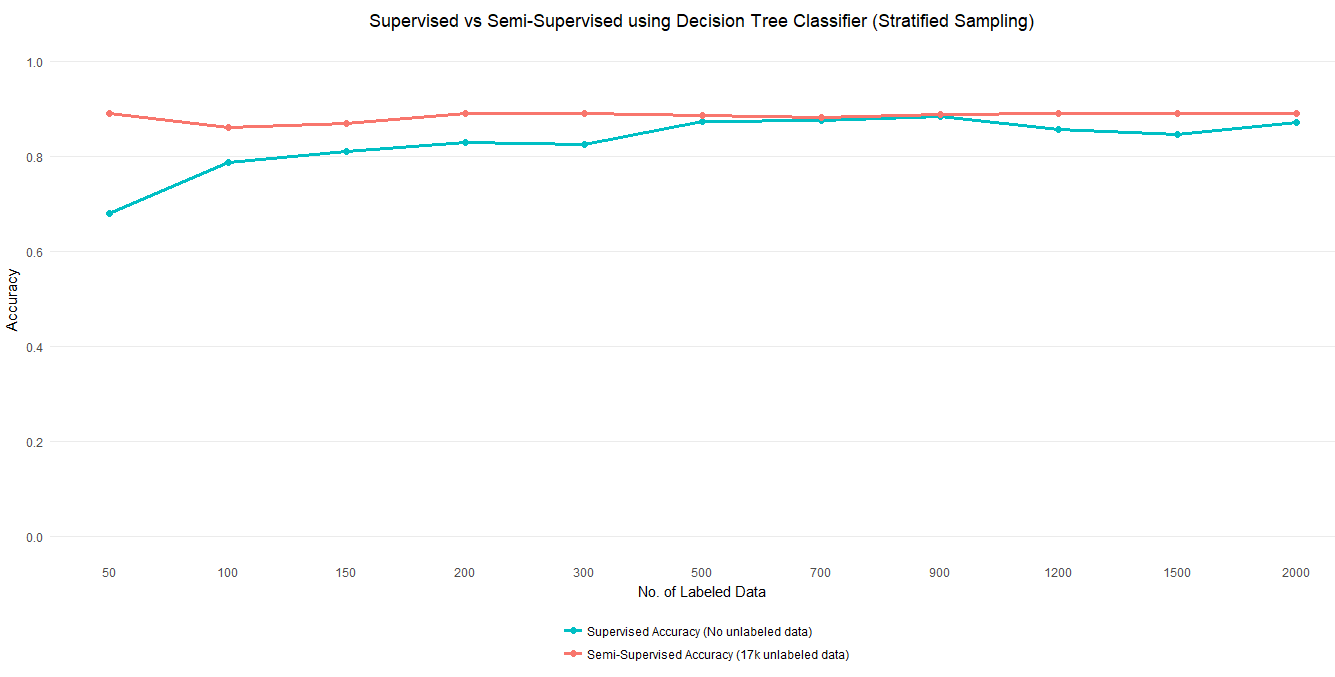 Supervised vs Semi-Supervised using Decision Tree Classifier (Stratified Sampling)
1.0
0.8
0.6
0.4
0.2
0.0
Accuracy
50 100 150 200 300 500 700 900 1200 1500 2000
No. of Labeled Data
Supervised Accuracy (No unlabeled data)
Semi-Supervised Accuracy (17k unlabeled data)